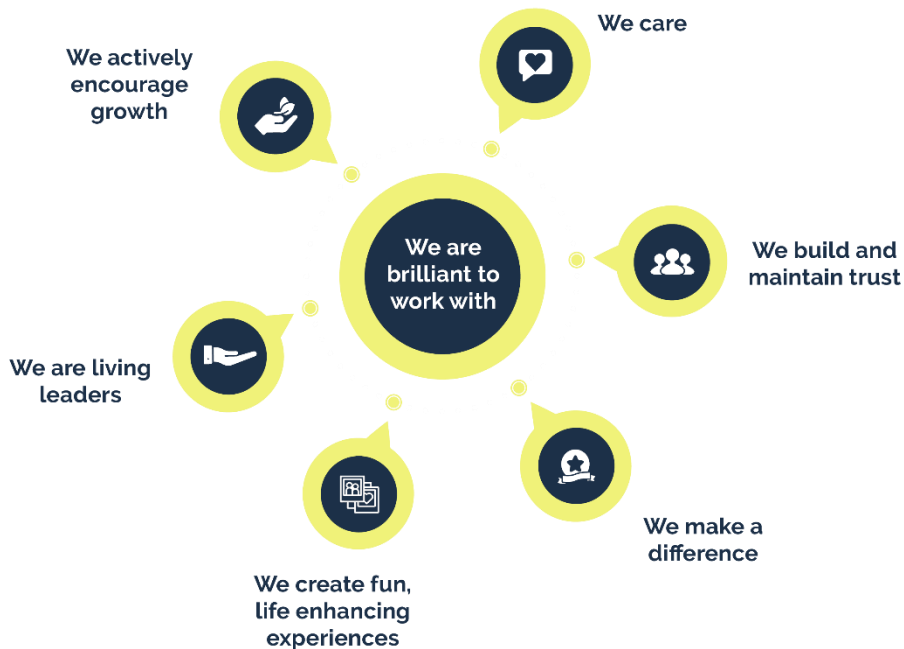 We care
We actively
encourage
growth
We are
brilliant to
work with
We build and
maintain trust
We are living
leaders
We make a
difference
We create fun,
life enhancing
experiences